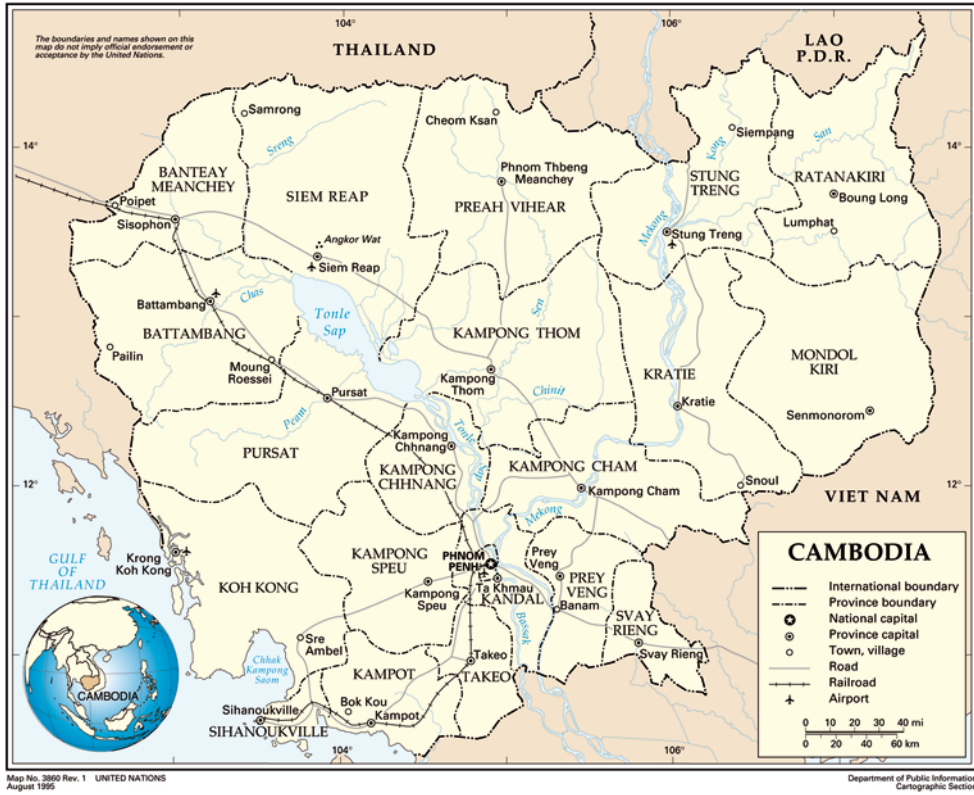 104°
106°
The boundaries and names shown on this
map do not imply official endorsement or
acceptance by the United Nations.
12°
12°
THAILAND
LAO
P.D.R.
Samrong
Cheom Ksan
Siempang
Sreng
Kong
San
14°
14°
BANTEAY
MEANCHEY
SIEM REAP
Phnom Thbeng
Meanchey
PREAH VIHEAR
STUNG
TRENG
RATANAKIRI
Boung Long
Poipet
Sisophon
Lumphat
Mekong
Stung Treng
Angkor Wat
Siem Reap
Battambang
Chas
Tonle
Sap
Sen
BATTAMBANG
KAMPONG THOM
Pailin
Moung
Roessei
MONDOL
KIRI
Kampong
Thom
Chinit
KRATIE
Pursat
Kratie
Senmonorom
Peam
Kampong
Chhnang
Tonle
Sap
PURSAT
KAMPONG
CHHNANG
KAMPONG CHAM
Kampong Cham
Snoul
12°
12°
VIET NAM
Mekong
GULF
OF
THAILAND
Krong
Koh Kong
KOH KONG
KAMPONG
SPEU
PHNOM
PENH
Prey
Veng
Kampong
Speu
Ta Khmau
KANDAL
PREY
VENG
Banam
SVAY
RIENG
Bassak
Svay Rieng
Sre
Ambel
Chhak
Kampong
Saom
KAMPOT
Takeo
TAKEO
Bok Kou
Sihanoukville
Kampot
SIHANOUKVILLE
104°
106°
CAMBODIA
CAMBODIA
International boundary
Province boundary
National capital
Province capital
Town, village
Road
Railroad
Airport
0 10 20 30 40 mi
0 20 40 60 km
Map No. 3860 Rev. 1 UNITED NATIONS
August 1995
Department of Public Information
Cartographic Section